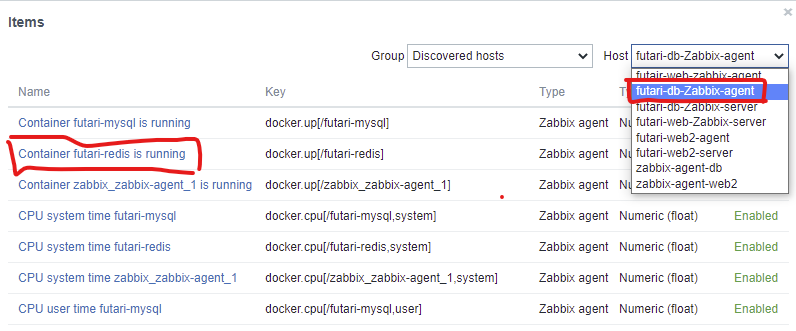 Items
Group Discovered hosts Host futari-db-Zabbix-agent
futair-web-zabbix-agent
futari-db-Zabbix-agent
futari-db-Zabbix-server
futari-web-Zabbix-server
futari-web2-agent
futari-web2-server
zabbix-agent-db
zabbix-agent-web2
Name Key Type
Container futari-mysql is running docker.up[/futari-mysql] Zabbix agent
Container futari-redis is running docker.up[/futari-redis] Zabbix agent
Container zabbix_zabbix-agent_1 is running docker.up[/zabbix_zabbix-agent_1] Zabbix agent
CPU system time futari-mysql docker.cpu[/futari-mysql,system] Zabbix agent Numeric (float) Enabled
CPU system time futari-redis docker.cpu[/futari-redis,system] Zabbix agent Numeric (float) Enabled
CPU system time zabbix_zabbix-agent_1 docker.cpu[/zabbix_zabbix-agent_1,system] Zabbix agent Numeric (float) Enabled
CPU user time futari-mysql docker.cpu[/futari-mysql,user] Zabbix agent Numeric (float) Enabled